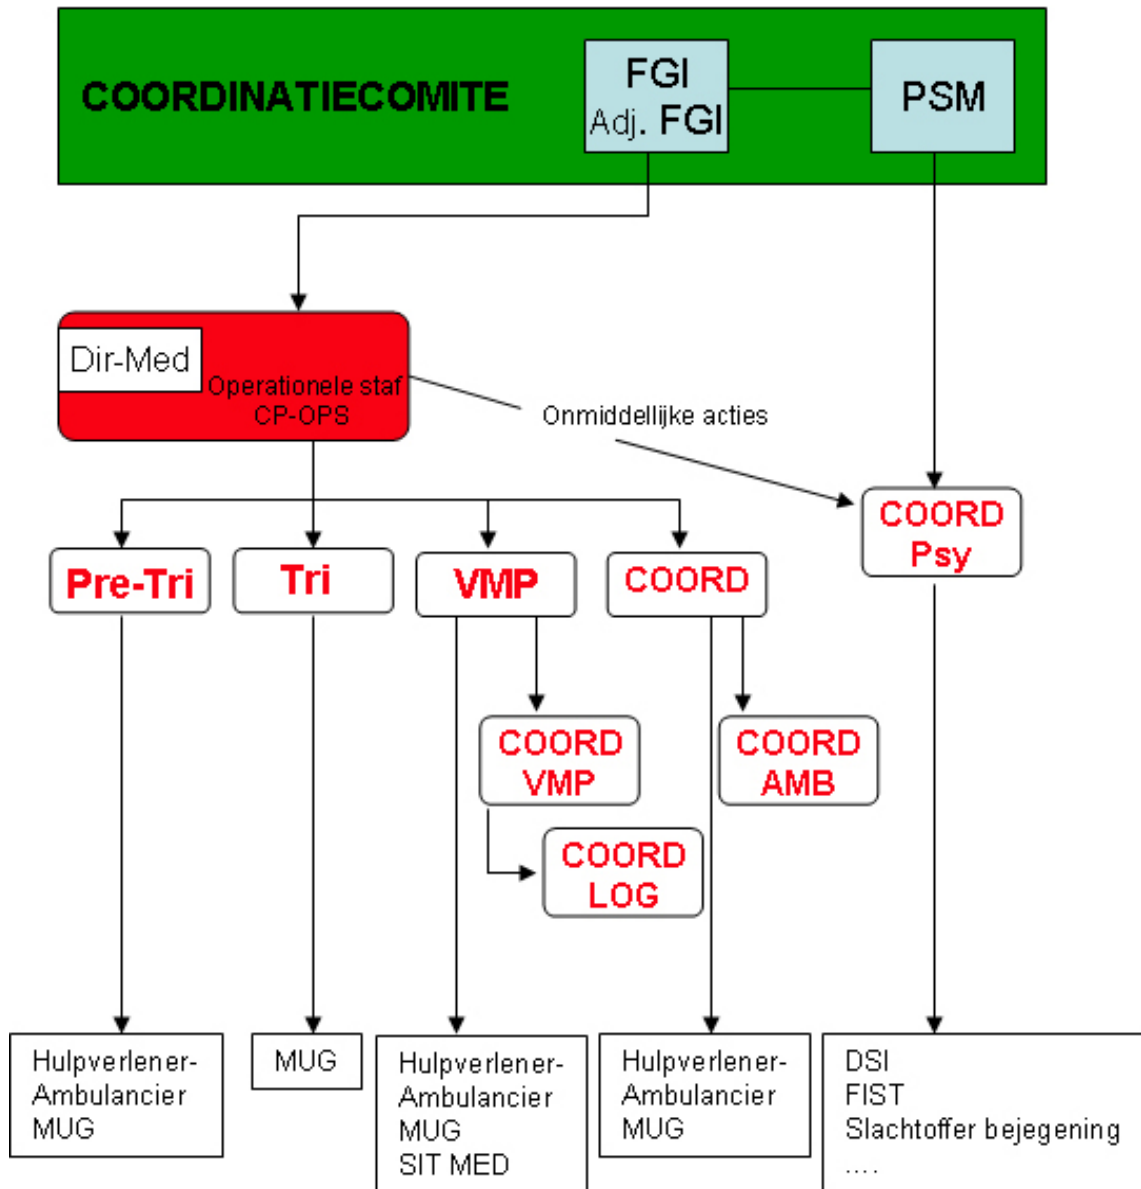 COORDINATIECOMITE
FGI
Adj. FGI
PSM
Dir-Med
Operationele staf
CP-OPS
Onmiddellijke acties
COORD
Psy
Pre-Tri
Tri
VMP
COORD
COORD
VMP
COORD
AMB
COORD
LOG
Hulpverlener-
Ambulancier
MUG
MUG
Hulpverlener-
Ambulancier
MUG
SIT MED
Hulpverlener-
Ambulancier
MUG
DSI
FIST
Slachtoffer bejegening
....